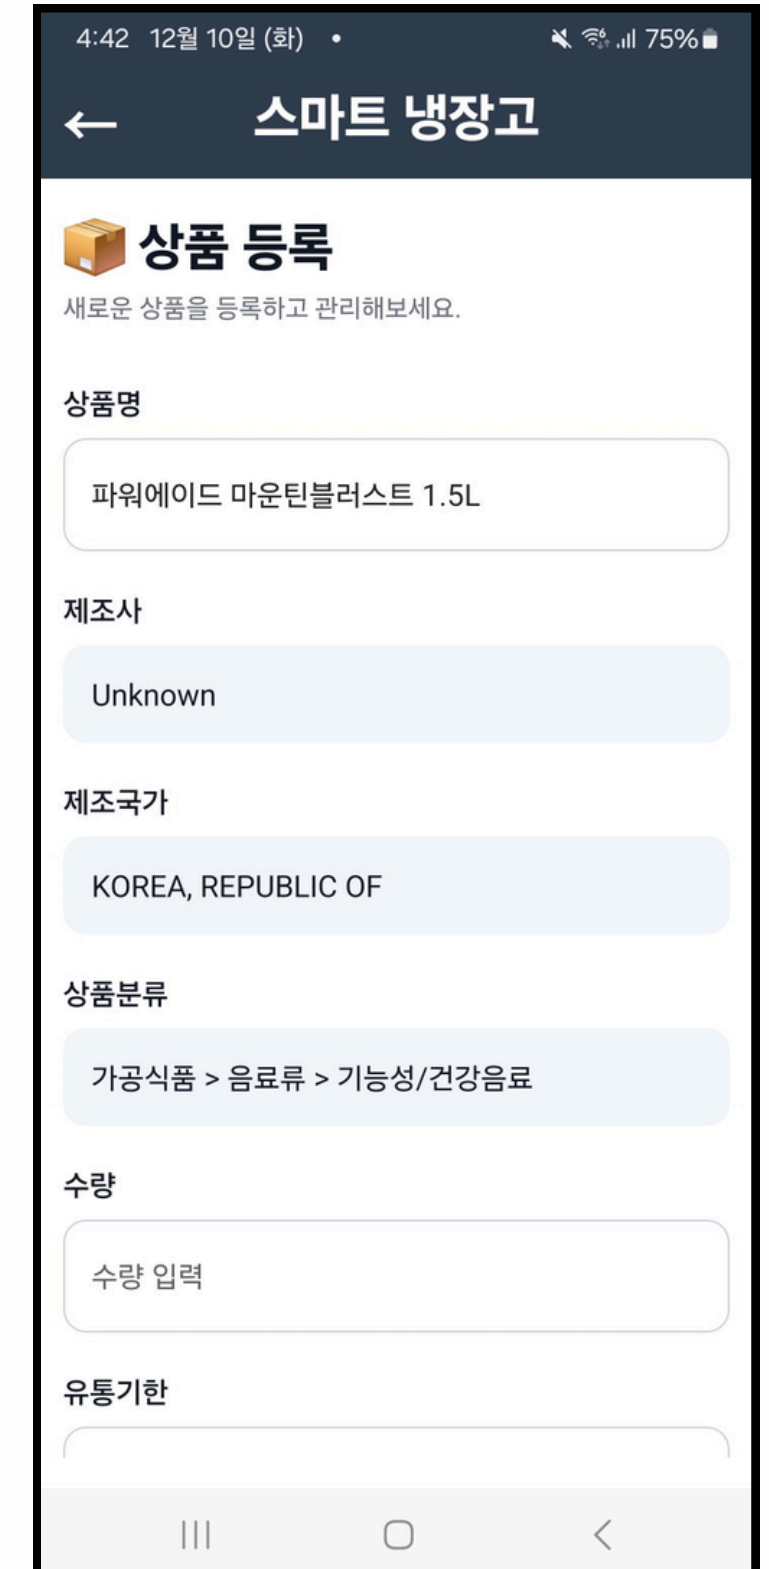 4:42 12월 10일 (화) • 75%
← 스마트 냉장고
상품 등록
새로운 상품을 등록하고 관리해보세요.
상품명
파워에이드 마운틴블러스트 1.5L
제조사
Unknown
제조국가
KOREA, REPUBLIC OF
상품분류
가공식품 > 음료류 > 기능성/건강음료
수량
수량 입력
유통기한